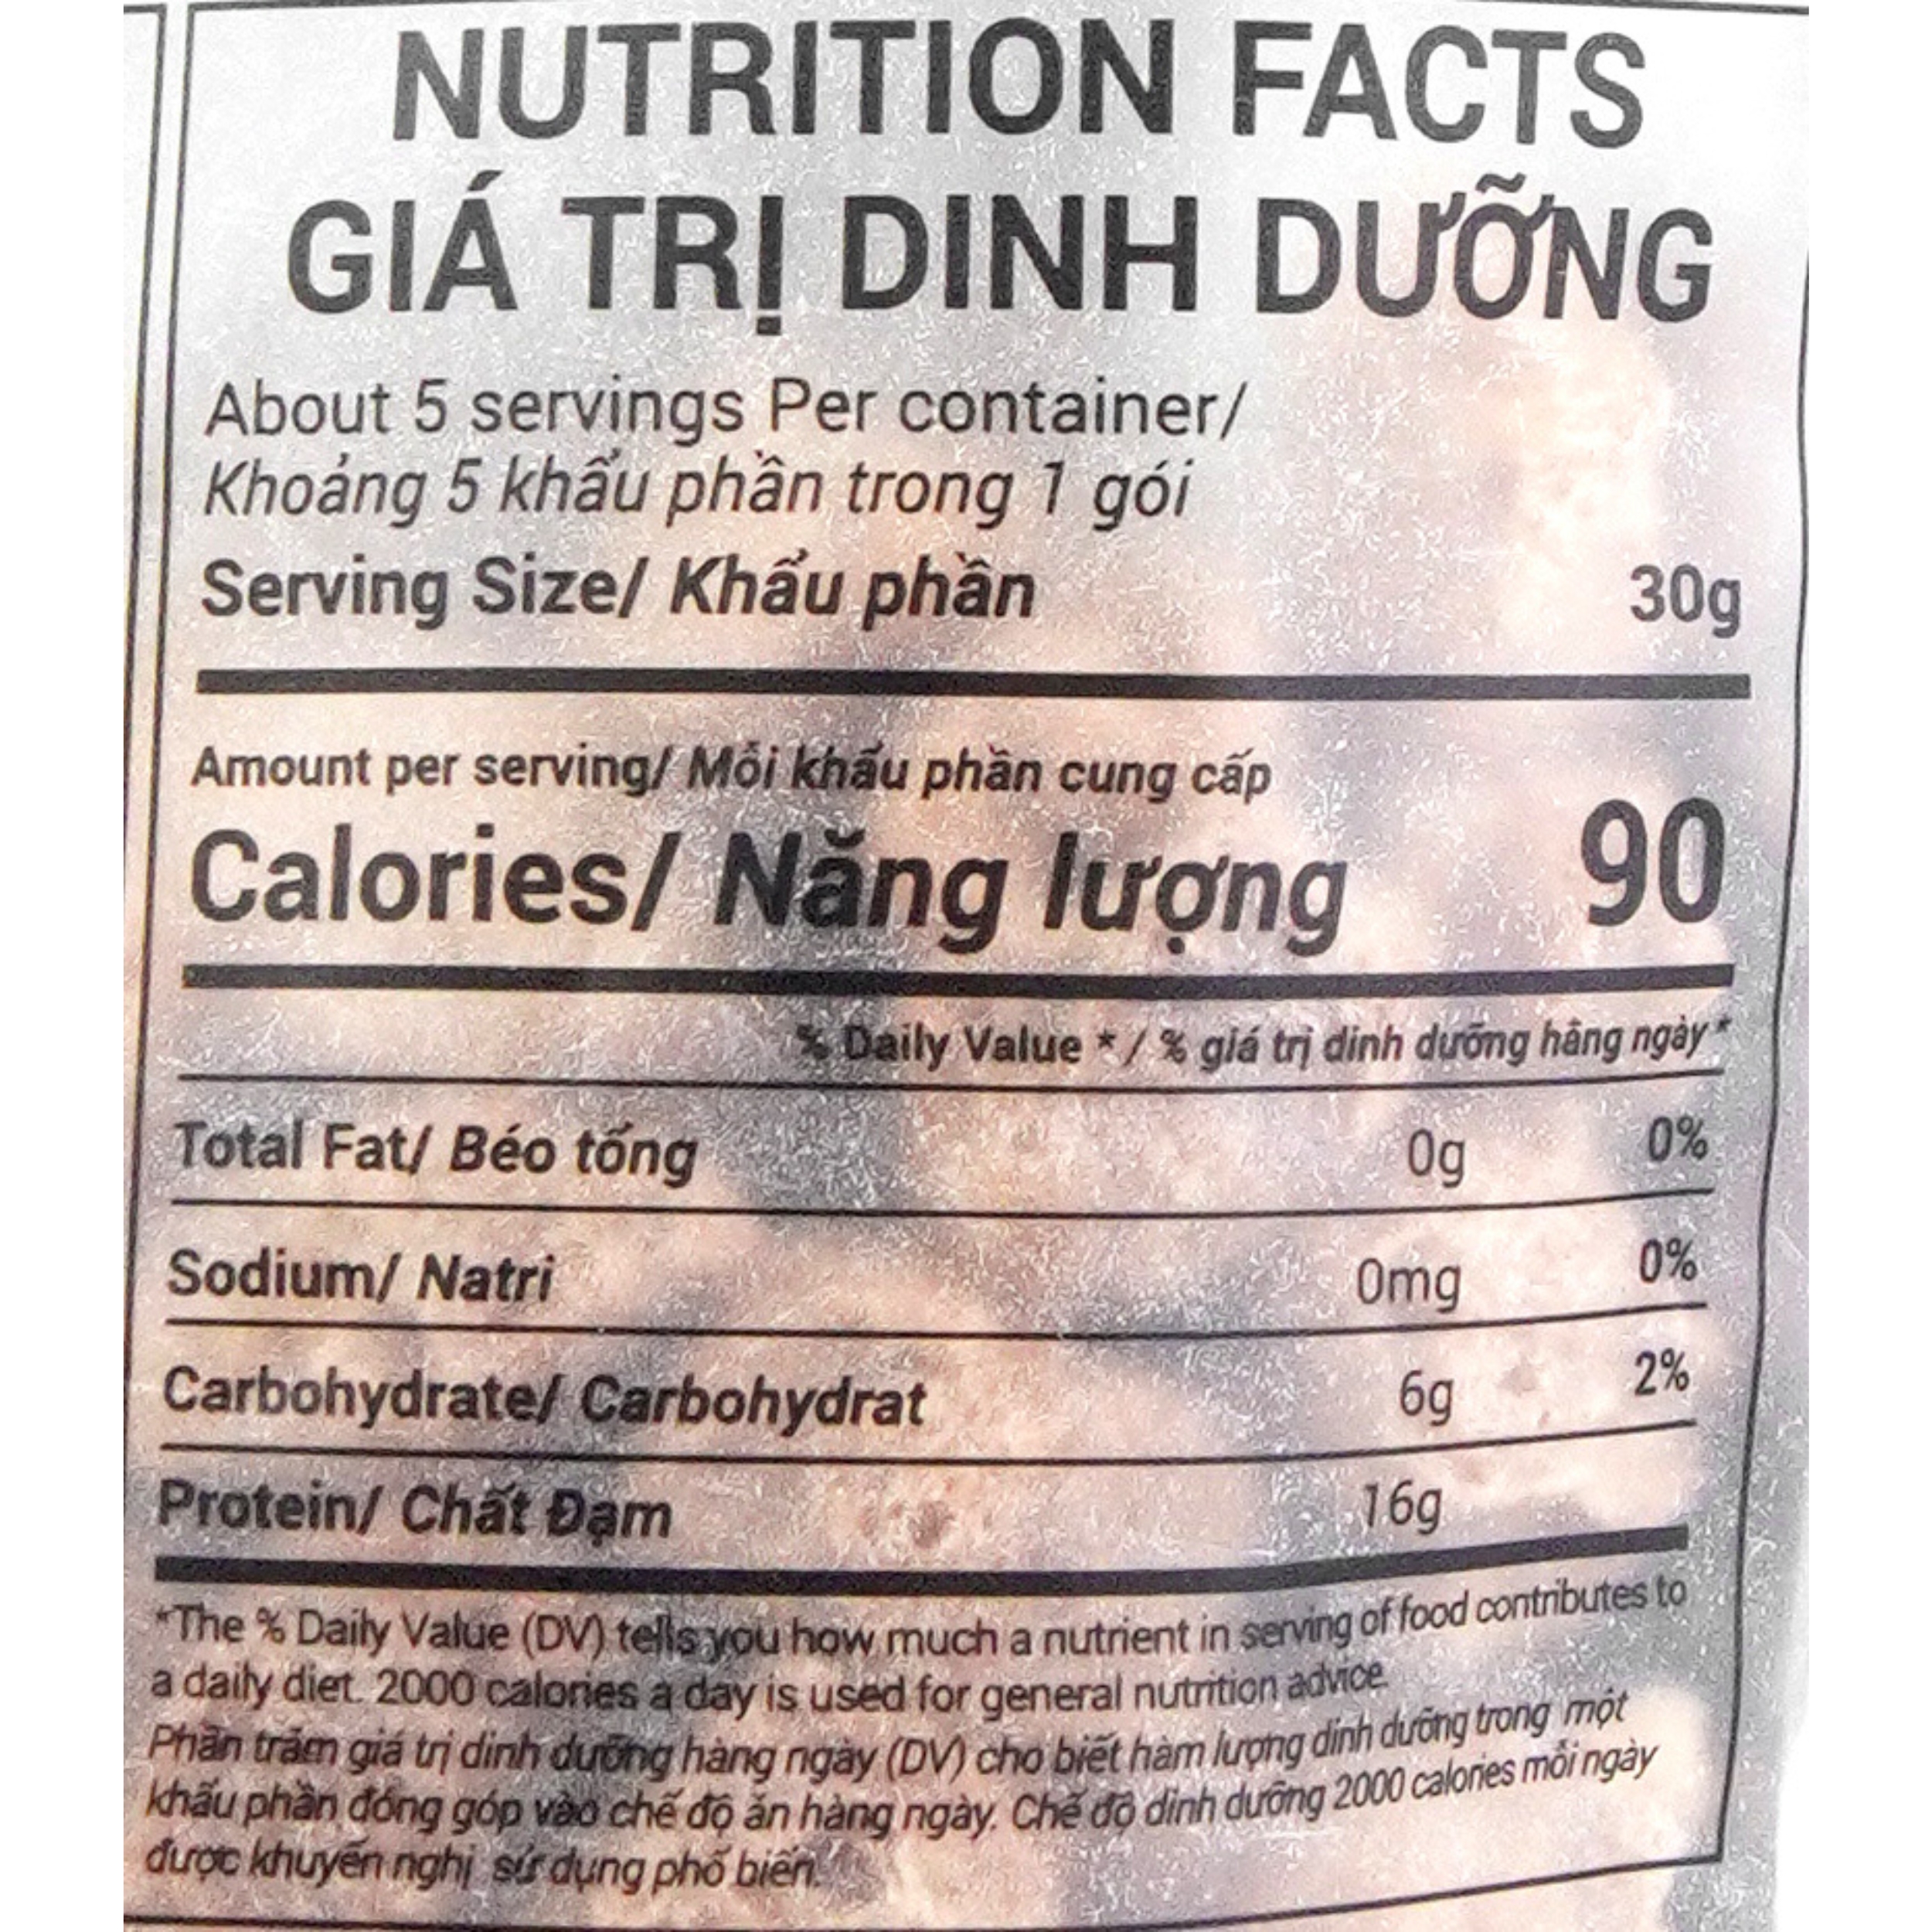 NUTRITION FACTS
GIÁ TRỊ DINH DƯỠNG
About 5 servings Per container/
Khoảng 5 khẩu phần trong 1 gói
Serving Size/ Khẩu phần 30g
Amount per serving/ Mỗi khẩu phần cung cấp
Calories/ Năng lượng 90
% Daily Value * / % giá trị dinh dưỡng hằng ngày *
Total Fat/ Béo tổng 0g 0%
Sodium/ Natri 0mg 0%
Carbohydrate/ Carbohydrat 6g 2%
Protein/ Chất Đạm 16g
*The % Daily Value (DV) tells you how much a nutrient in serving of food contributes to
a daily diet. 2000 calories a day is used for general nutrition advice.
Phần trăm giá trị dinh dưỡng hàng ngày (DV) cho biết hàm lượng dinh dưỡng trong một
khẩu phần đóng góp vào chế độ ăn hàng ngày. Chế độ dinh dưỡng 2000 calories mỗi ngày
được khuyến nghị sử dụng phổ biến.